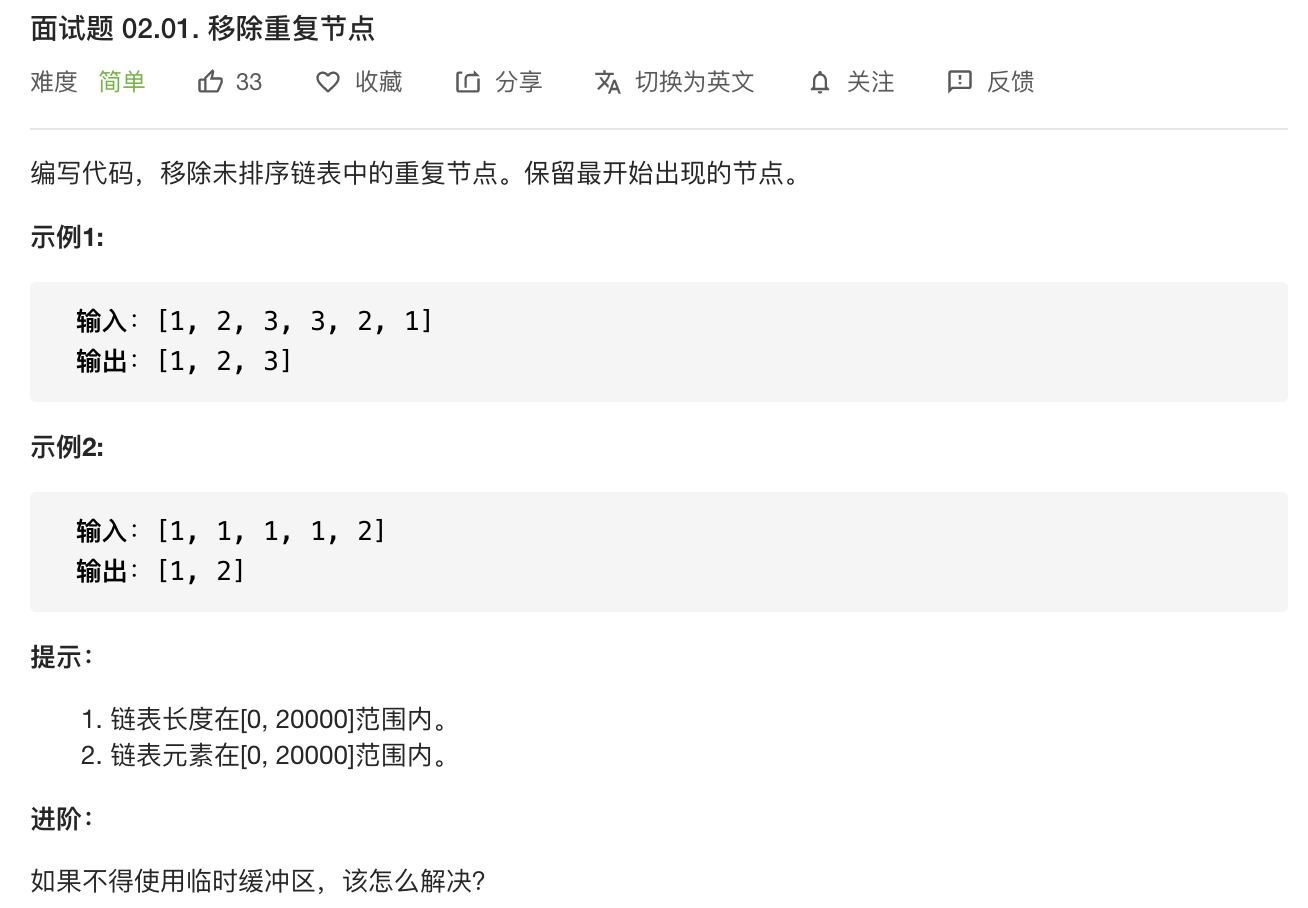 面试题 02.01. 移除重复节点
难度 简单 33 收藏 分享 切换为英文 关注 反馈
编写代码，移除未排序链表中的重复节点。保留最开始出现的节点。
示例1:
输入：[1, 2, 3, 3, 2, 1]
输出：[1, 2, 3]
示例2:
输入：[1, 1, 1, 1, 2]
输出：[1, 2]
提示：
1. 链表长度在[0, 20000]范围内。
2. 链表元素在[0, 20000]范围内。
进阶：
如果不得使用临时缓冲区，该怎么解决?